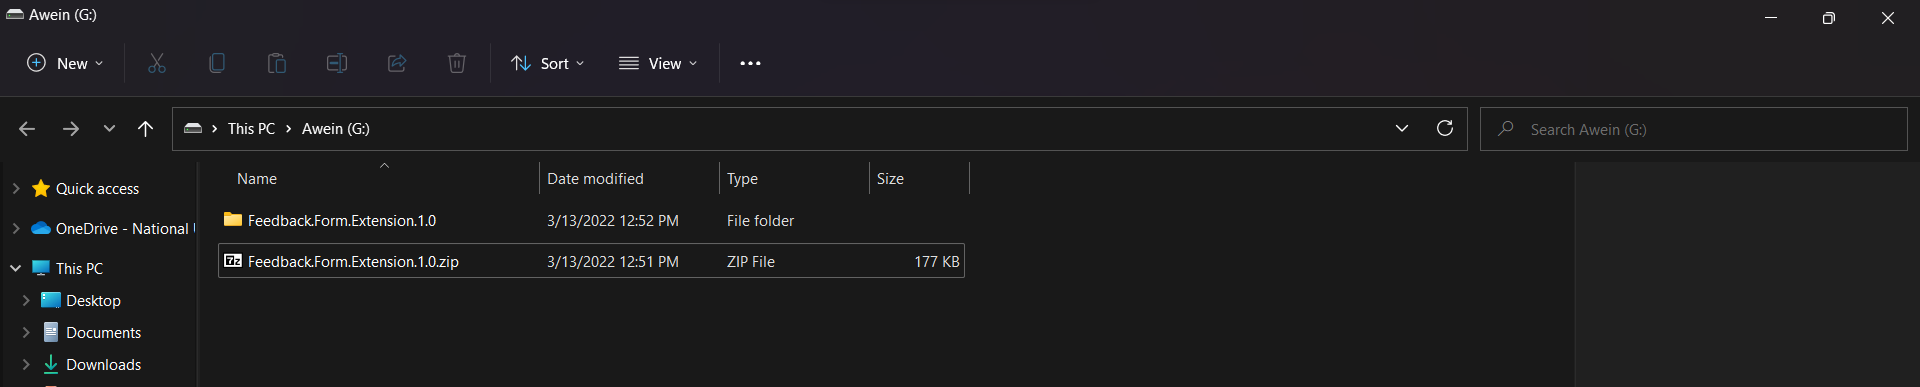 Awein (G:)
New Sort View
This PC Awein (G:) Search Awein (G:)
Name Date modified Type Size
Quick access
Feedback.Form.Extension.1.0 3/13/2022 12:52 PM File folder
OneDrive - National
Feedback.Form.Extension.1.0.zip 3/13/2022 12:51 PM ZIP File 177 KB
This PC
Desktop
Documents
Downloads